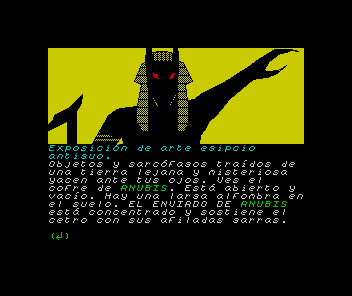 Exposición de arte egipcio
antiguo.
Objetos y sarcófagos traídos de
una tierra lejana y misteriosa
yacen ante tus ojos. Ves el
cofre de ANUBIS. Está abierto y
vacío. Hay una larga alfombra en
el suelo. EL ENVIADO DE ANUBIS
está concentrado y sostiene el
cetro con sus afiladas garras.
(↲)